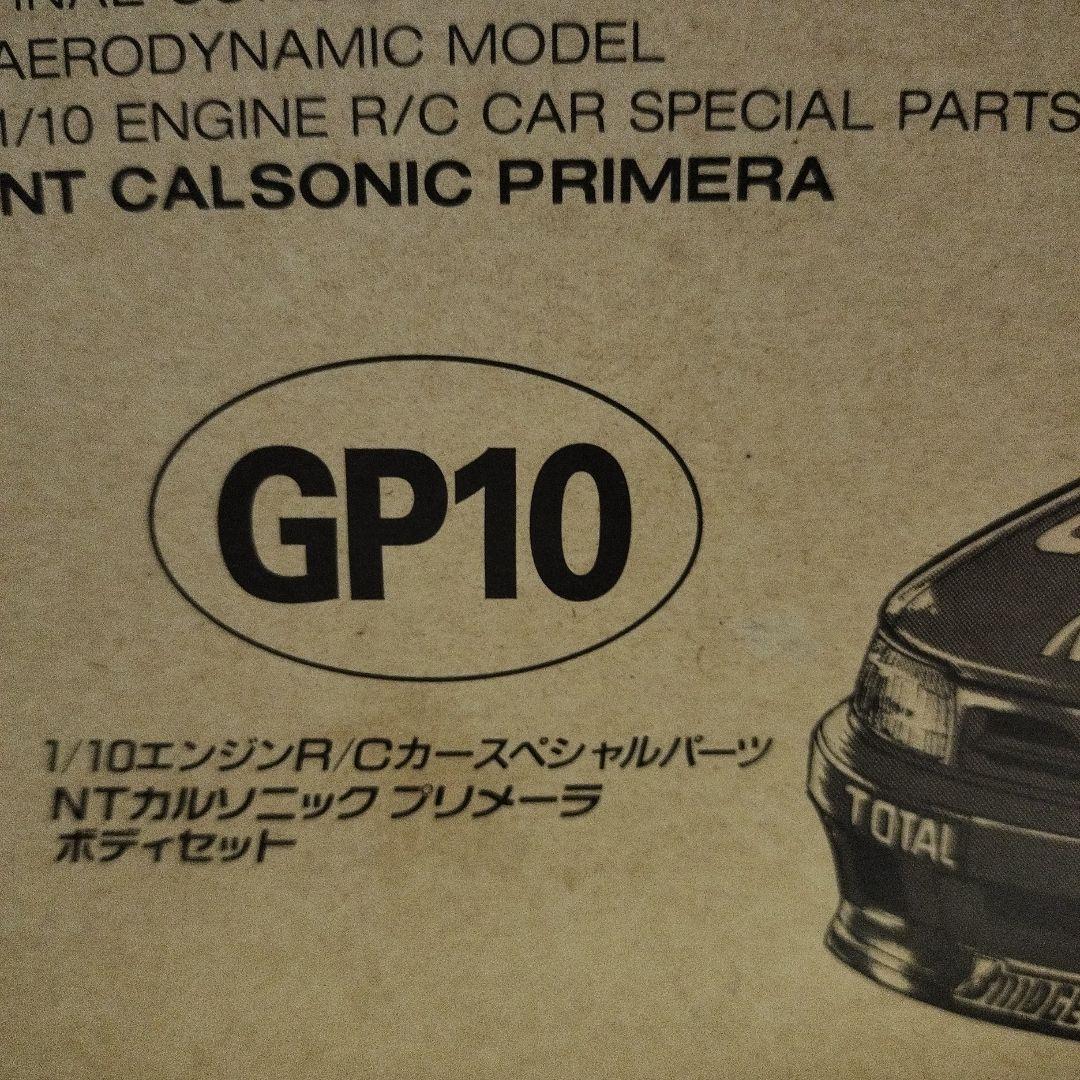 AERODYNAMIC MODEL
1/10 ENGINE R/C CAR SPECIAL PARTS
NT CALSONIC PRIMERA
GP10
1/10エンジンR/Cカースペシャルパーツ
NTカルソニック プリメーラ
ボディセット
TOTAL